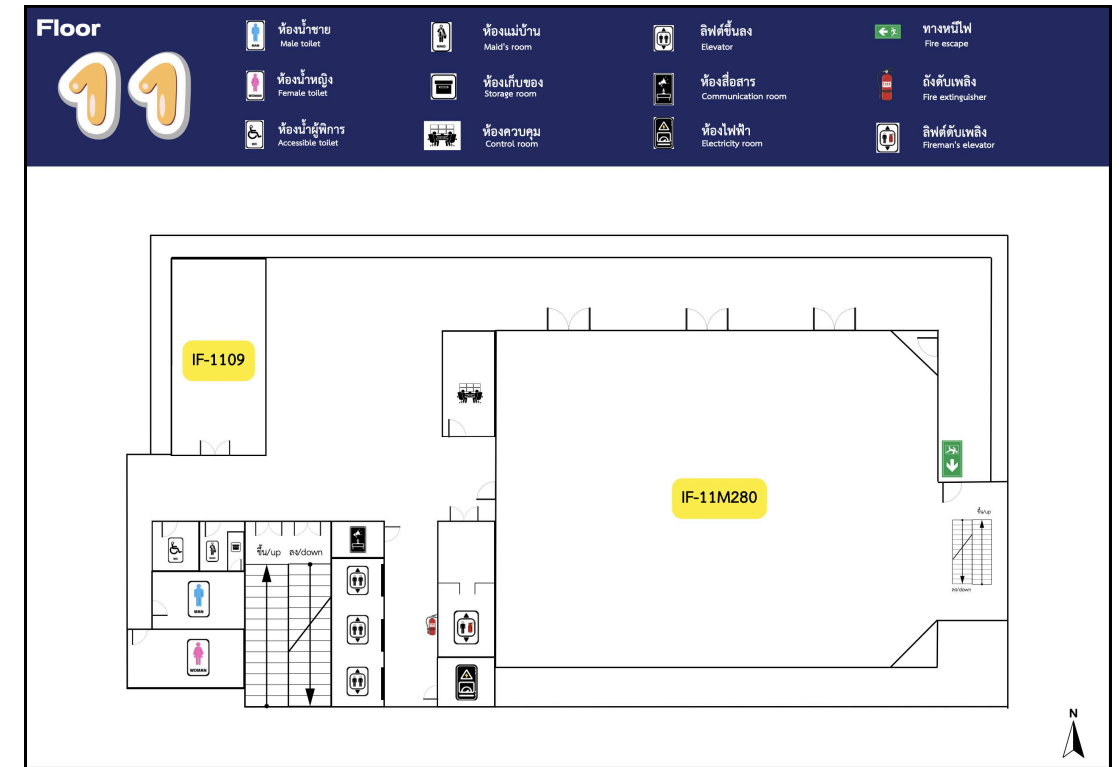 Floor
11
ห้องน้ำชาย
Male toilet
ห้องน้ำหญิง
Female toilet
ห้องน้ำผู้พิการ
Accessible toilet
ห้องแม่บ้าน
Maid's room
ห้องเก็บของ
Storage room
ห้องควบคุม
Control room
ลิฟต์ขึ้นลง
Elevator
ห้องสื่อสาร
Communication room
ห้องไฟฟ้า
Electricity room
ทางหนีไฟ
Fire escape
ถังดับเพลิง
Fire extinguisher
ลิฟต์ดับเพลิง
Fireman's elevator
IF-1109
IF-11M280
ขึ้น/up
ขึ้น/up ลง/down
ลง/down
MAN
WOMAN
N